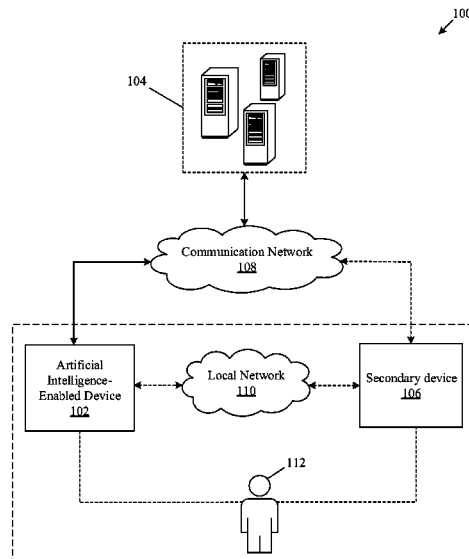 100
104
Communication Network
108
Artificial
Intelligence-
Enabled Device
102
Local Network
110
Secondary device
106
112